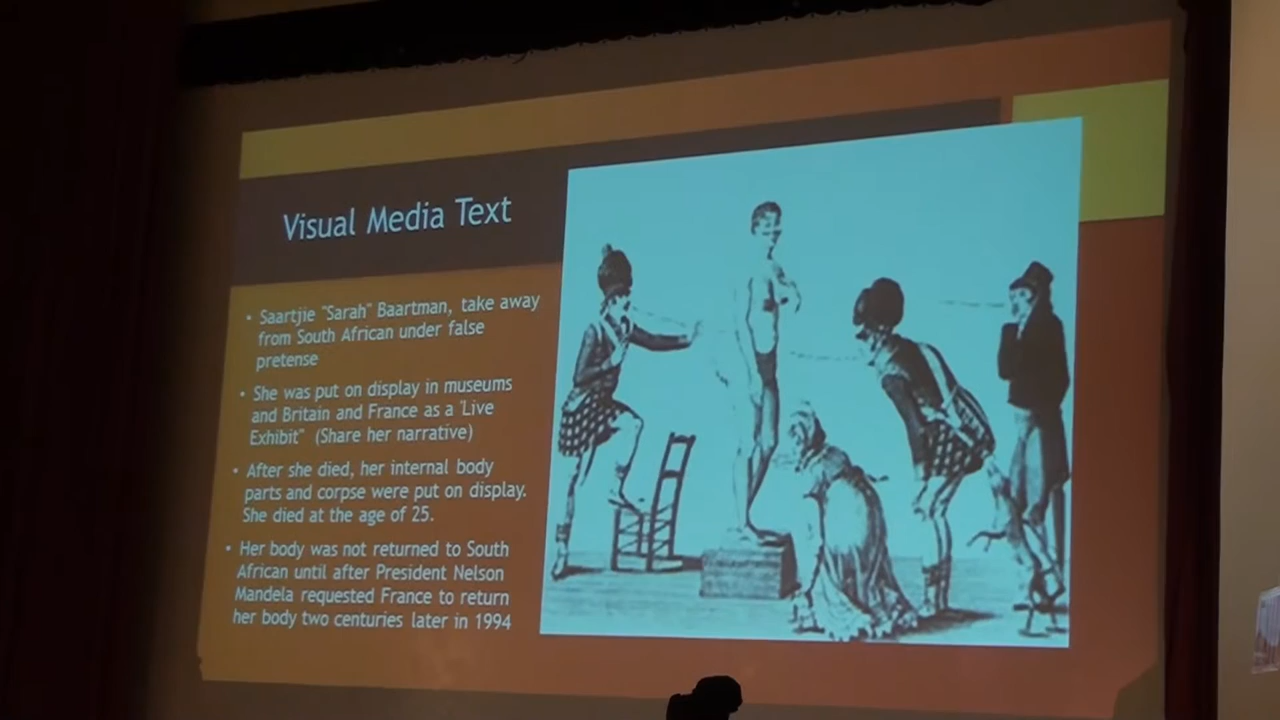 Visual Media Text
• Saartjie "Sarah" Baartman, take away
from South African under false
pretense
• She was put on display in museums
and Britain and France as a 'Live
Exhibit" (Share her narrative)
• After she died, her internal body
parts and corpse were put on display.
She died at the age of 25.
• Her body was not returned to South
African until after President Nelson
Mandela requested France to return
her body two centuries later in 1994